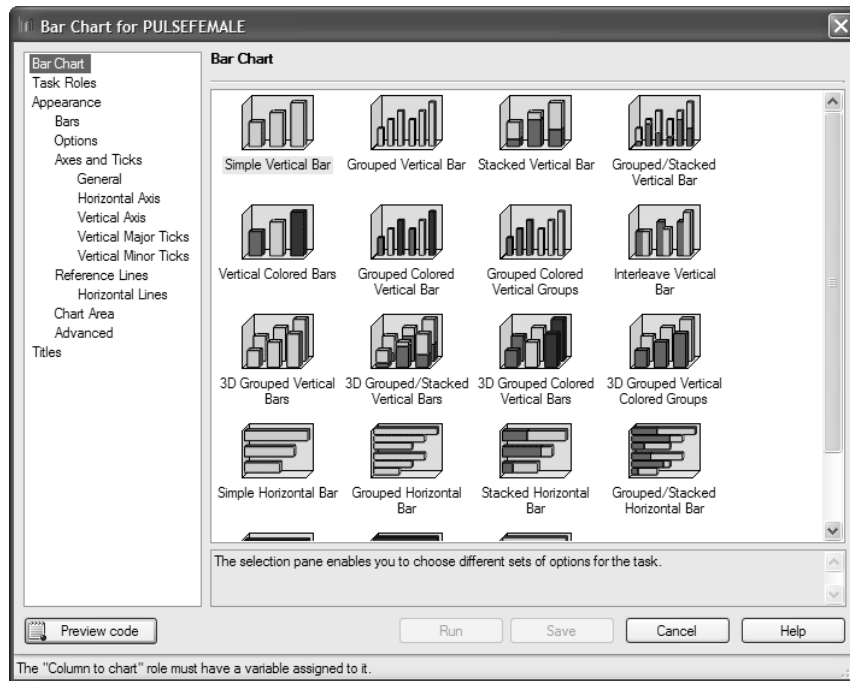 Bar Chart for PULSEFEMALE
Bar Chart
Task Roles
Appearance
Bars
Options
Axes and Ticks
General
Horizontal Axis
Vertical Axis
Vertical Major Ticks
Vertical Minor Ticks
Reference Lines
Horizontal Lines
Chart Area
Advanced
Titles
Bar Chart
Simple Vertical Bar
Grouped Vertical Bar
Stacked Vertical Bar
Grouped/Stacked
Vertical Bar
Vertical Colored Bars
Grouped Colored
Vertical Bar
Grouped Colored
Vertical Groups
Interleave Vertical
Bar
3D Grouped Vertical
Bars
3D Grouped/Stacked
Vertical Bars
3D Grouped Colored
Vertical Bars
3D Grouped Vertical
Colored Groups
Simple Horizontal Bar
Grouped Horizontal
Bar
Stacked Horizontal
Bar
Grouped/Stacked
Horizontal Bar
The selection pane enables you to choose different sets of options for the task.
Preview code
Run
Save
Cancel
Help
The "Column to chart" role must have a variable assigned to it.